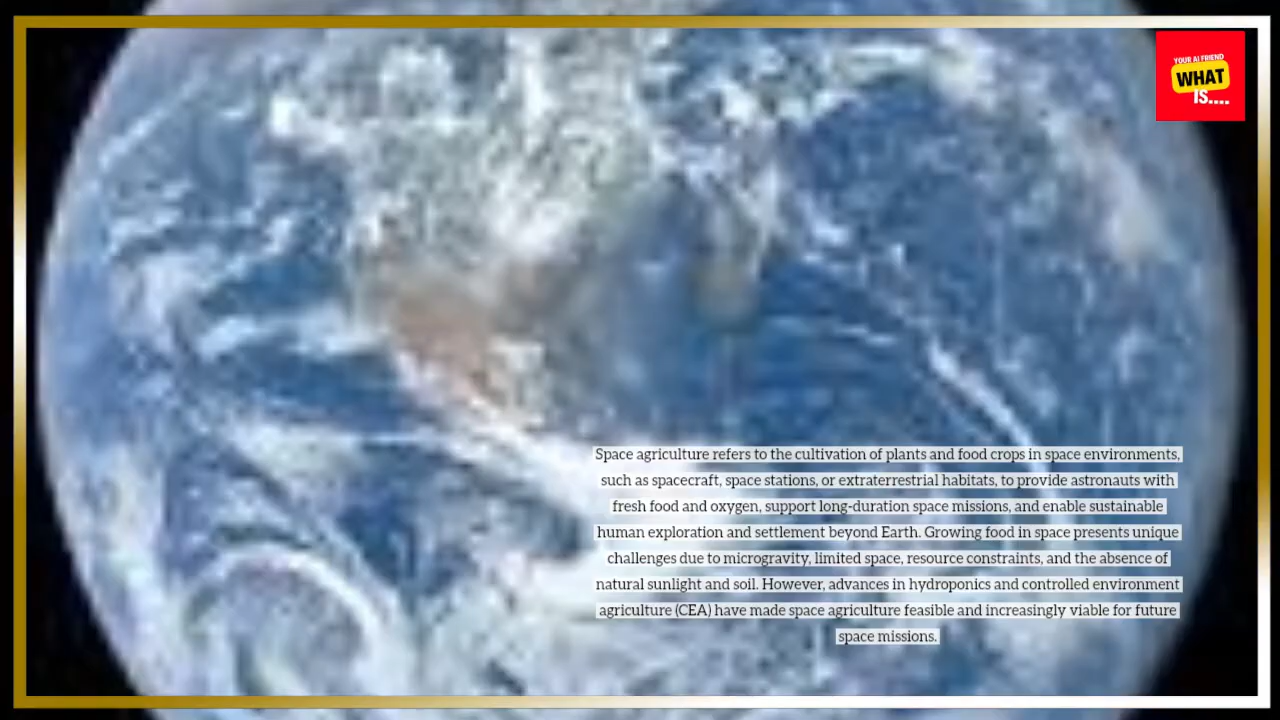 YOUR AI FRIEND
WHAT
IS....
Space agriculture refers to the cultivation of plants and food crops in space environments,
such as spacecraft, space stations, or extraterrestrial habitats, to provide astronauts with
fresh food and oxygen, support long-duration space missions, and enable sustainable
human exploration and settlement beyond Earth. Growing food in space presents unique
challenges due to microgravity, limited space, resource constraints, and the absence of
natural sunlight and soil. However, advances in hydroponics and controlled environment
agriculture (CEA) have made space agriculture feasible and increasingly viable for future
space missions.